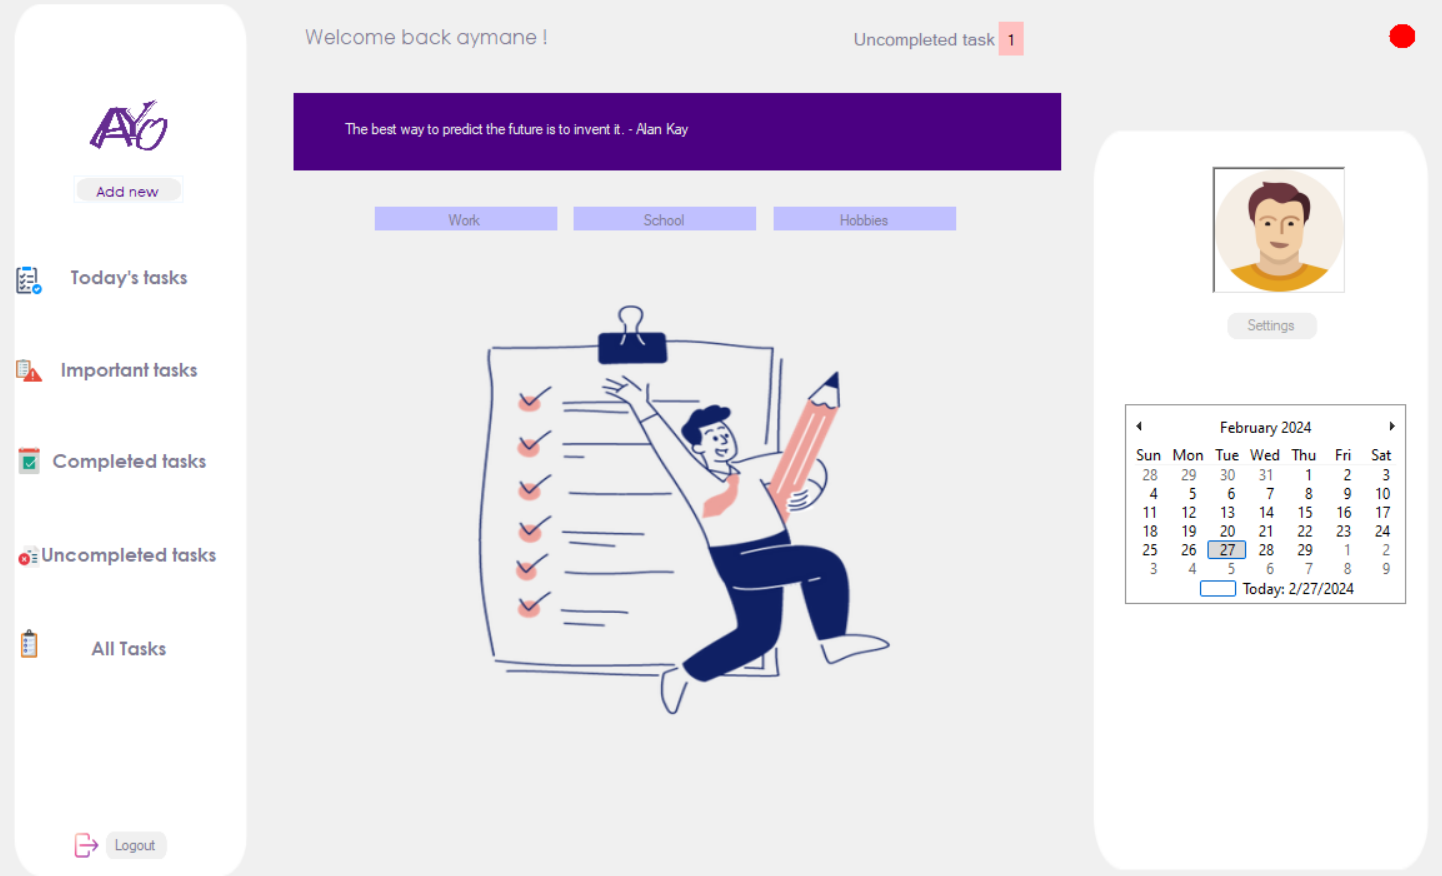 Welcome back aymane !
Uncompleted task 1
AYO
Add new
The best way to predict the future is to invent it. - Alan Kay
Work School Hobbies
Today's tasks
Important tasks
Completed tasks
Uncompleted tasks
All Tasks
Logout
Settings
February 2024
Sun Mon Tue Wed Thu Fri Sat
28 29 30 31 1 2 3
4 5 6 7 8 9 10
11 12 13 14 15 16 17
18 19 20 21 22 23 24
25 26 27 28 29 1 2
3 4 5 6 7 8 9
Today: 2/27/2024